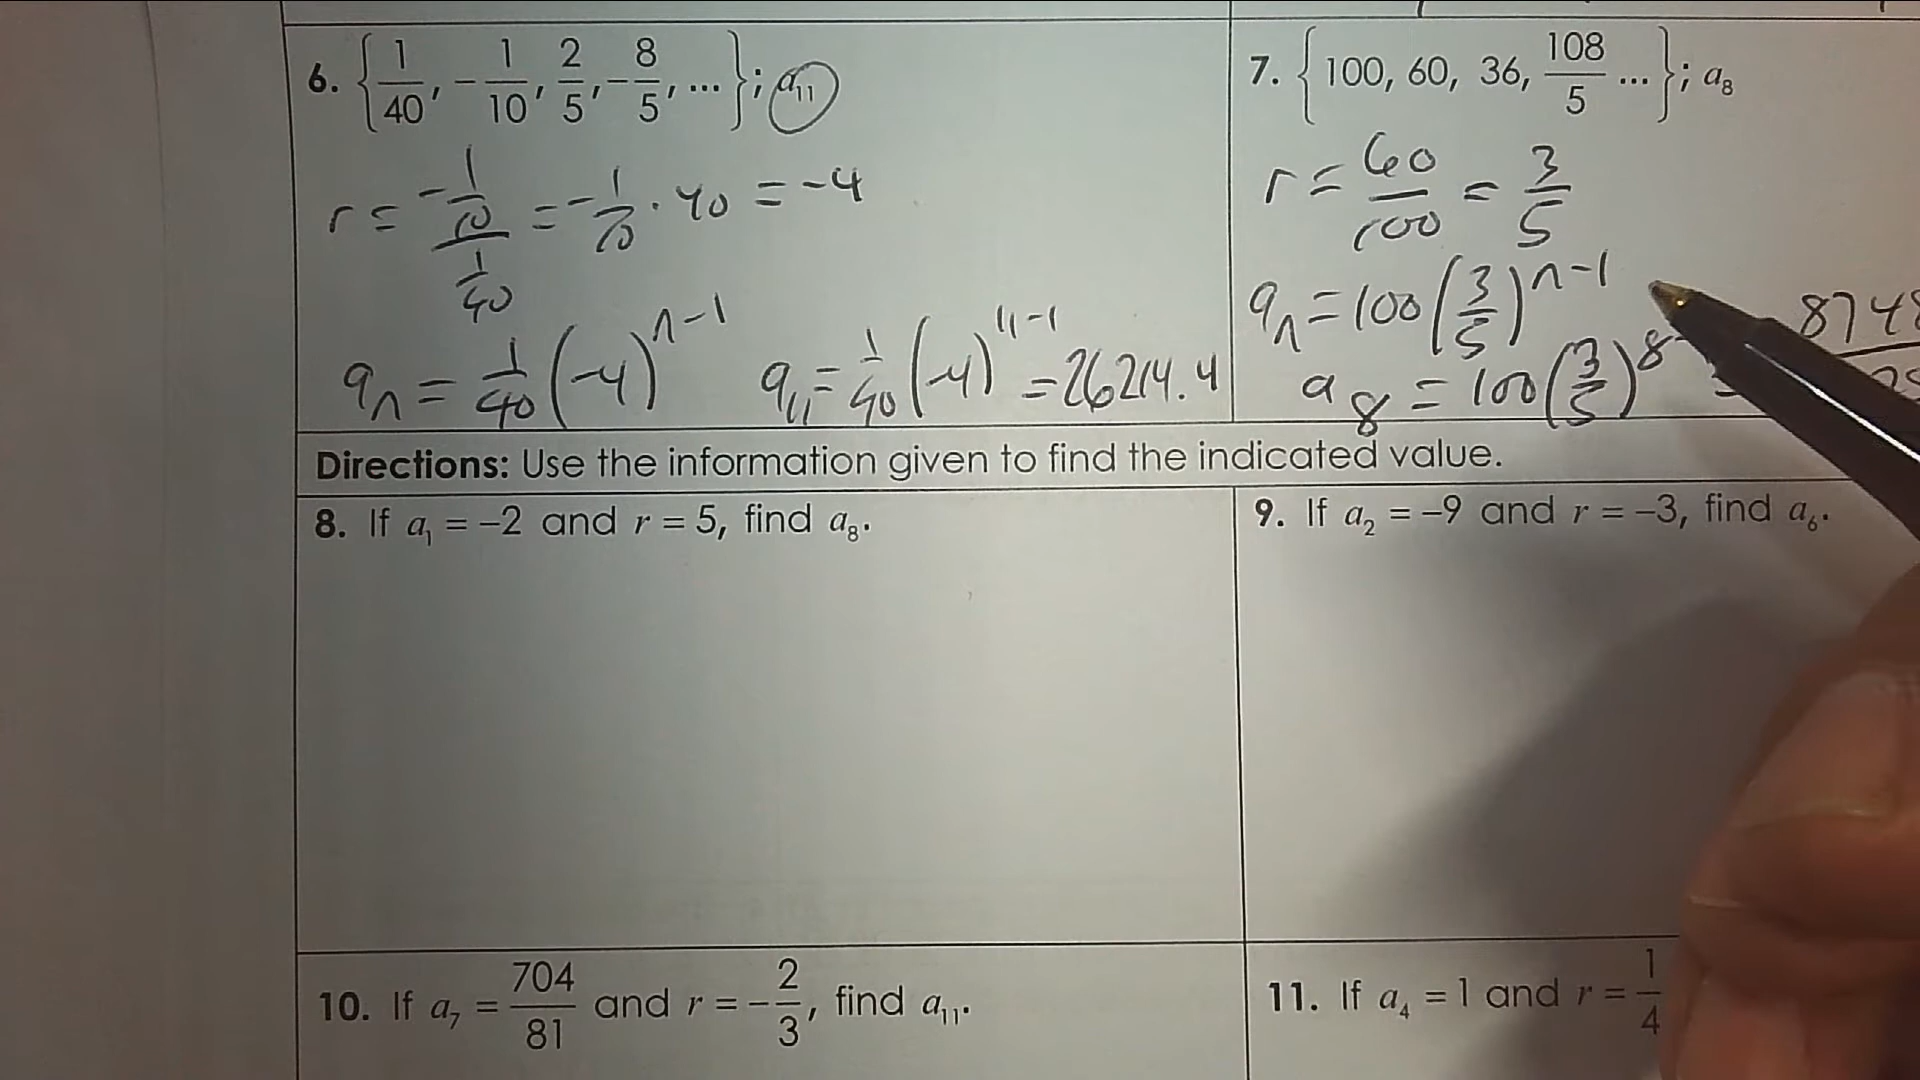 6. {1/40, -1/10, 2/5, -8/5, ...}; a₁₁
r = (-1/10)/(1/40) = -1/10 · 40 = -4
aₙ = 1/40 (-4)ⁿ⁻¹
a₁₁ = 1/40 (-4)¹¹⁻¹ = 26214.4
7. {100, 60, 36, 108/5 ...}; a₈
r = 60/100 = 3/5
aₙ = 100(3/5)ⁿ⁻¹
a₈ = 100(3/5)⁸⁻ =
Directions: Use the information given to find the indicated value.
8. If a₁ = -2 and r = 5, find a₈.
9. If a₂ = -9 and r = -3, find a₆.
10. If a₇ = 704/81 and r = -2/3, find a₁₁.
11. If a₄ = 1 and r = 1/4